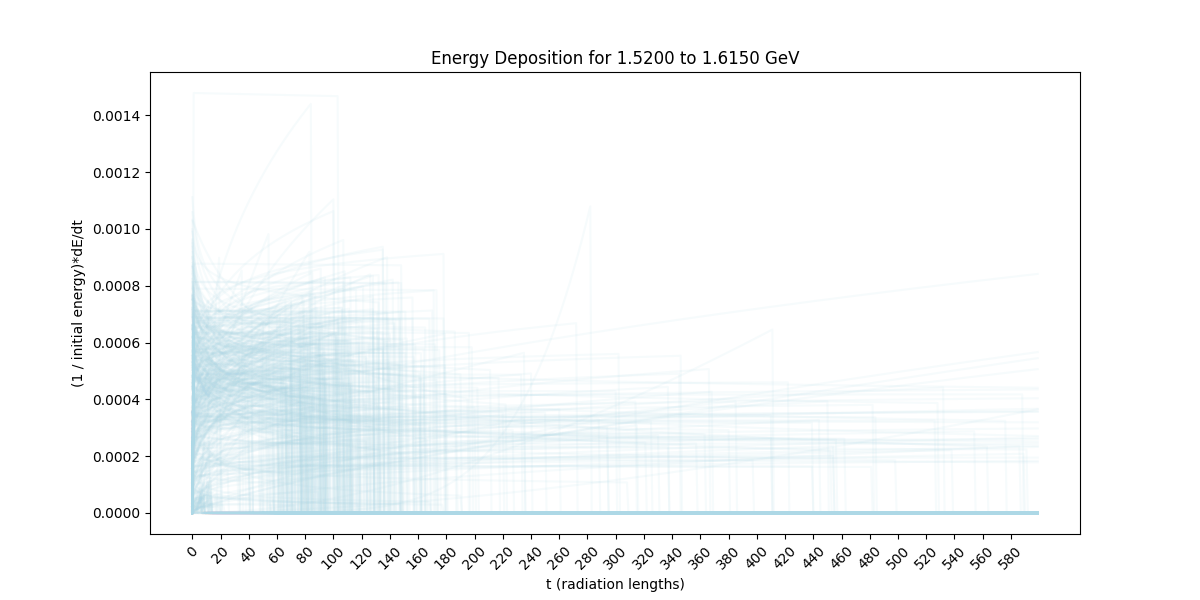 Energy Deposition for 1.5200 to 1.6150 GeV
(1 / initial energy)*dE/dt
0.0014
0.0012
0.0010
0.0008
0.0006
0.0004
0.0002
0.0000
0 20 40 60 80 100 120 140 160 180 200 220 240 260 280 300 320 340 360 380 400 420 440 460 480 500 520 540 560 580
t (radiation lengths)